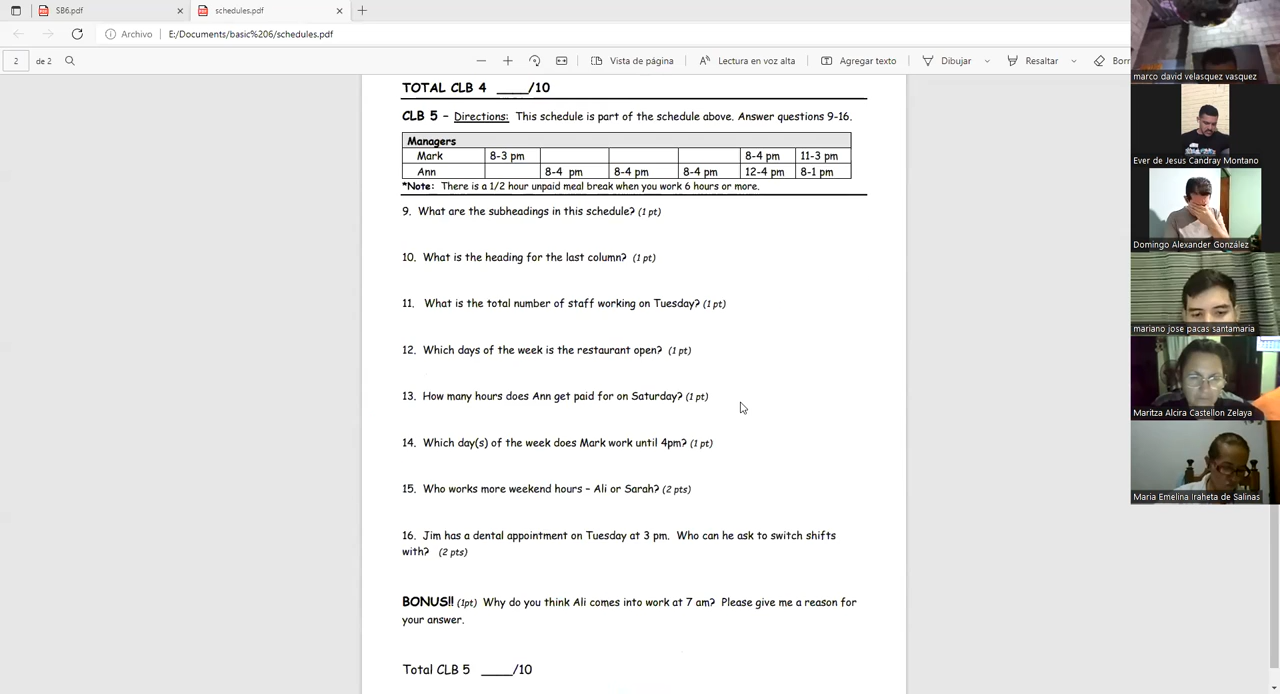 SB6.pdf
schedules.pdf
Archivo
E:/Documents/basic%206/schedules.pdf
2 de 2
Vista de página
Lectura en voz alta
Agregar texto
Dibujar
Resaltar
Borr
TOTAL CLB 4 ____/10
CLB 5 – Directions: This schedule is part of the schedule above. Answer questions 9-16.
Managers
Mark 8-3 pm 8-4 pm 11-3 pm
Ann 8-4 pm 8-4 pm 8-4 pm 12-4 pm 8-1 pm
*Note: There is a 1/2 hour unpaid meal break when you work 6 hours or more.
9. What are the subheadings in this schedule? (1 pt)
10. What is the heading for the last column? (1 pt)
11. What is the total number of staff working on Tuesday? (1 pt)
12. Which days of the week is the restaurant open? (1 pt)
13. How many hours does Ann get paid for on Saturday? (1 pt)
14. Which day(s) of the week does Mark work until 4pm? (1 pt)
15. Who works more weekend hours – Ali or Sarah? (2 pts)
16. Jim has a dental appointment on Tuesday at 3 pm. Who can he ask to switch shifts
with? (2 pts)
BONUS!! (1pt) Why do you think Ali comes into work at 7 am? Please give me a reason for
your answer.
Total CLB 5 ____/10
marco david velasquez vasquez
Ever de Jesus Candray Montano
Domingo Alexander González
mariano jose pacas santamaria
Maritza Alcira Castellon Zelaya
Maria Emelina Iraheta de Salinas